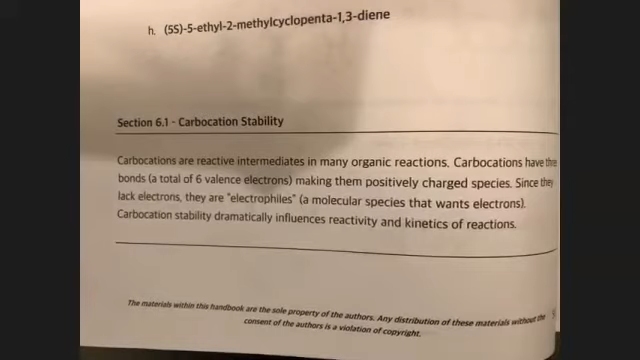 h. (5S)-5-ethyl-2-methylcyclopenta-1,3-diene
Section 6.1 - Carbocation Stability
Carbocations are reactive intermediates in many organic reactions. Carbocations have three
bonds (a total of 6 valence electrons) making them positively charged species. Since they
lack electrons, they are "electrophiles" (a molecular species that wants electrons).
Carbocation stability dramatically influences reactivity and kinetics of reactions.
The materials within this handbook are the sole property of the authors. Any distribution of these materials without the
consent of the authors is a violation of copyright.